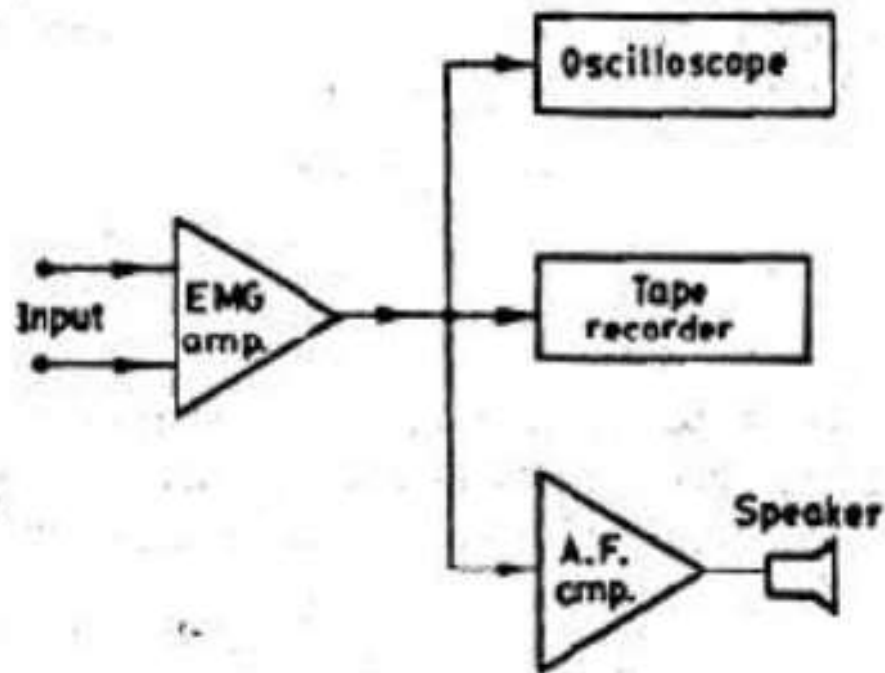 Oscilloscope
Input
EMG
amp.
Tape
recorder
Speaker
A.F.
amp.